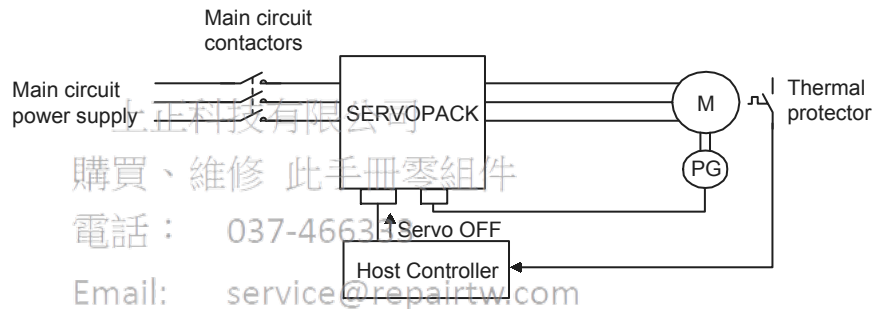 Main circuit
contactors
Main circuit
power supply
SERVOPACK
M
Thermal
protector
PG
上正科技有限公司
購買、維修 此手冊零組件
電話： 037-466333
Servo OFF
Host Controller
Email: service@repairtw.com